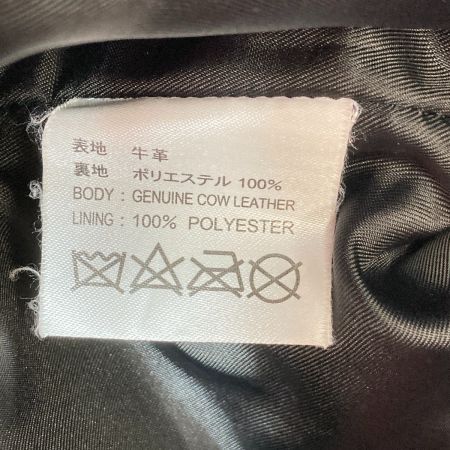 表地 牛革
裏地 ポリエステル 100%
BODY : GENUINE COW LEATHER
LINING : 100% POLYESTER